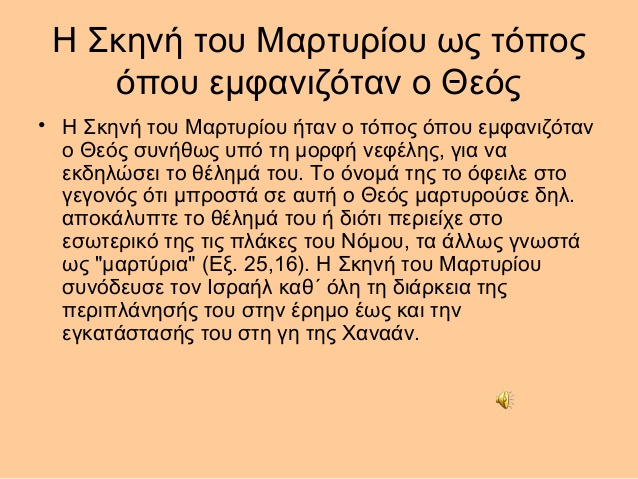 Η Σκηνή του Μαρτυρίου ως τόπος
όπου εμφανιζόταν ο Θεός
• Η Σκηνή του Μαρτυρίου ήταν ο τόπος όπου εμφανιζόταν
ο Θεός συνήθως υπό τη μορφή νεφέλης, για να
εκδηλώσει το θέλημά του. Το όνομά της το όφειλε στο
γεγονός ότι μπροστά σε αυτή ο Θεός μαρτυρούσε δηλ.
αποκάλυπτε το θέλημά του ή διότι περιείχε στο
εσωτερικό της τις πλάκες του Νόμου, τα άλλως γνωστά
ως "μαρτύρια" (Εξ. 25,16). Η Σκηνή του Μαρτυρίου
συνόδευσε τον Ισραήλ καθ΄ όλη τη διάρκεια της
περιπλάνησής του στην έρημο έως και την
εγκατάστασής του στη γη της Χαναάν.